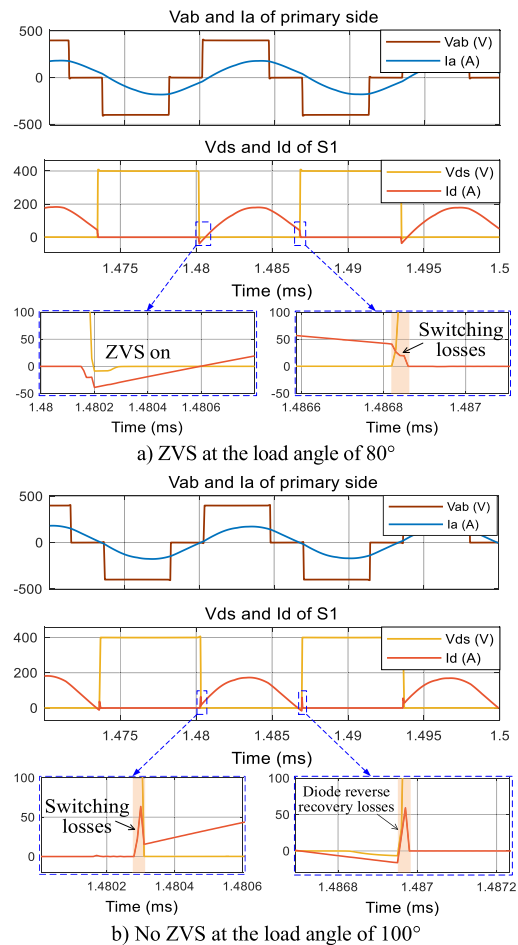 Vab and Ia of primary side
500
0
-500
Vab (V)
Ia (A)
Vds and Id of S1
400
200
0
Vds (V)
Id (A)
1.475
1.48
1.485
1.49
1.495
1.5
Time (ms)
100
50
0
-50
ZVS on
1.48
1.4802
1.4804
1.4806
Time (ms)
100
50
0
-50
Switching
losses
1.4866
1.4868
1.487
Time (ms)
a) ZVS at the load angle of 80°
Vab and Ia of primary side
500
0
-500
Vab (V)
Ia (A)
Vds and Id of S1
400
200
0
Vds (V)
Id (A)
1.475
1.48
1.485
1.49
1.495
1.5
Time (ms)
100
50
0
Switching
losses
1.4802
1.4804
1.4806
Time (ms)
100
50
0
Diode reverse
recovery losses
1.4868
1.487
1.4872
Time (ms)
b) No ZVS at the load angle of 100°